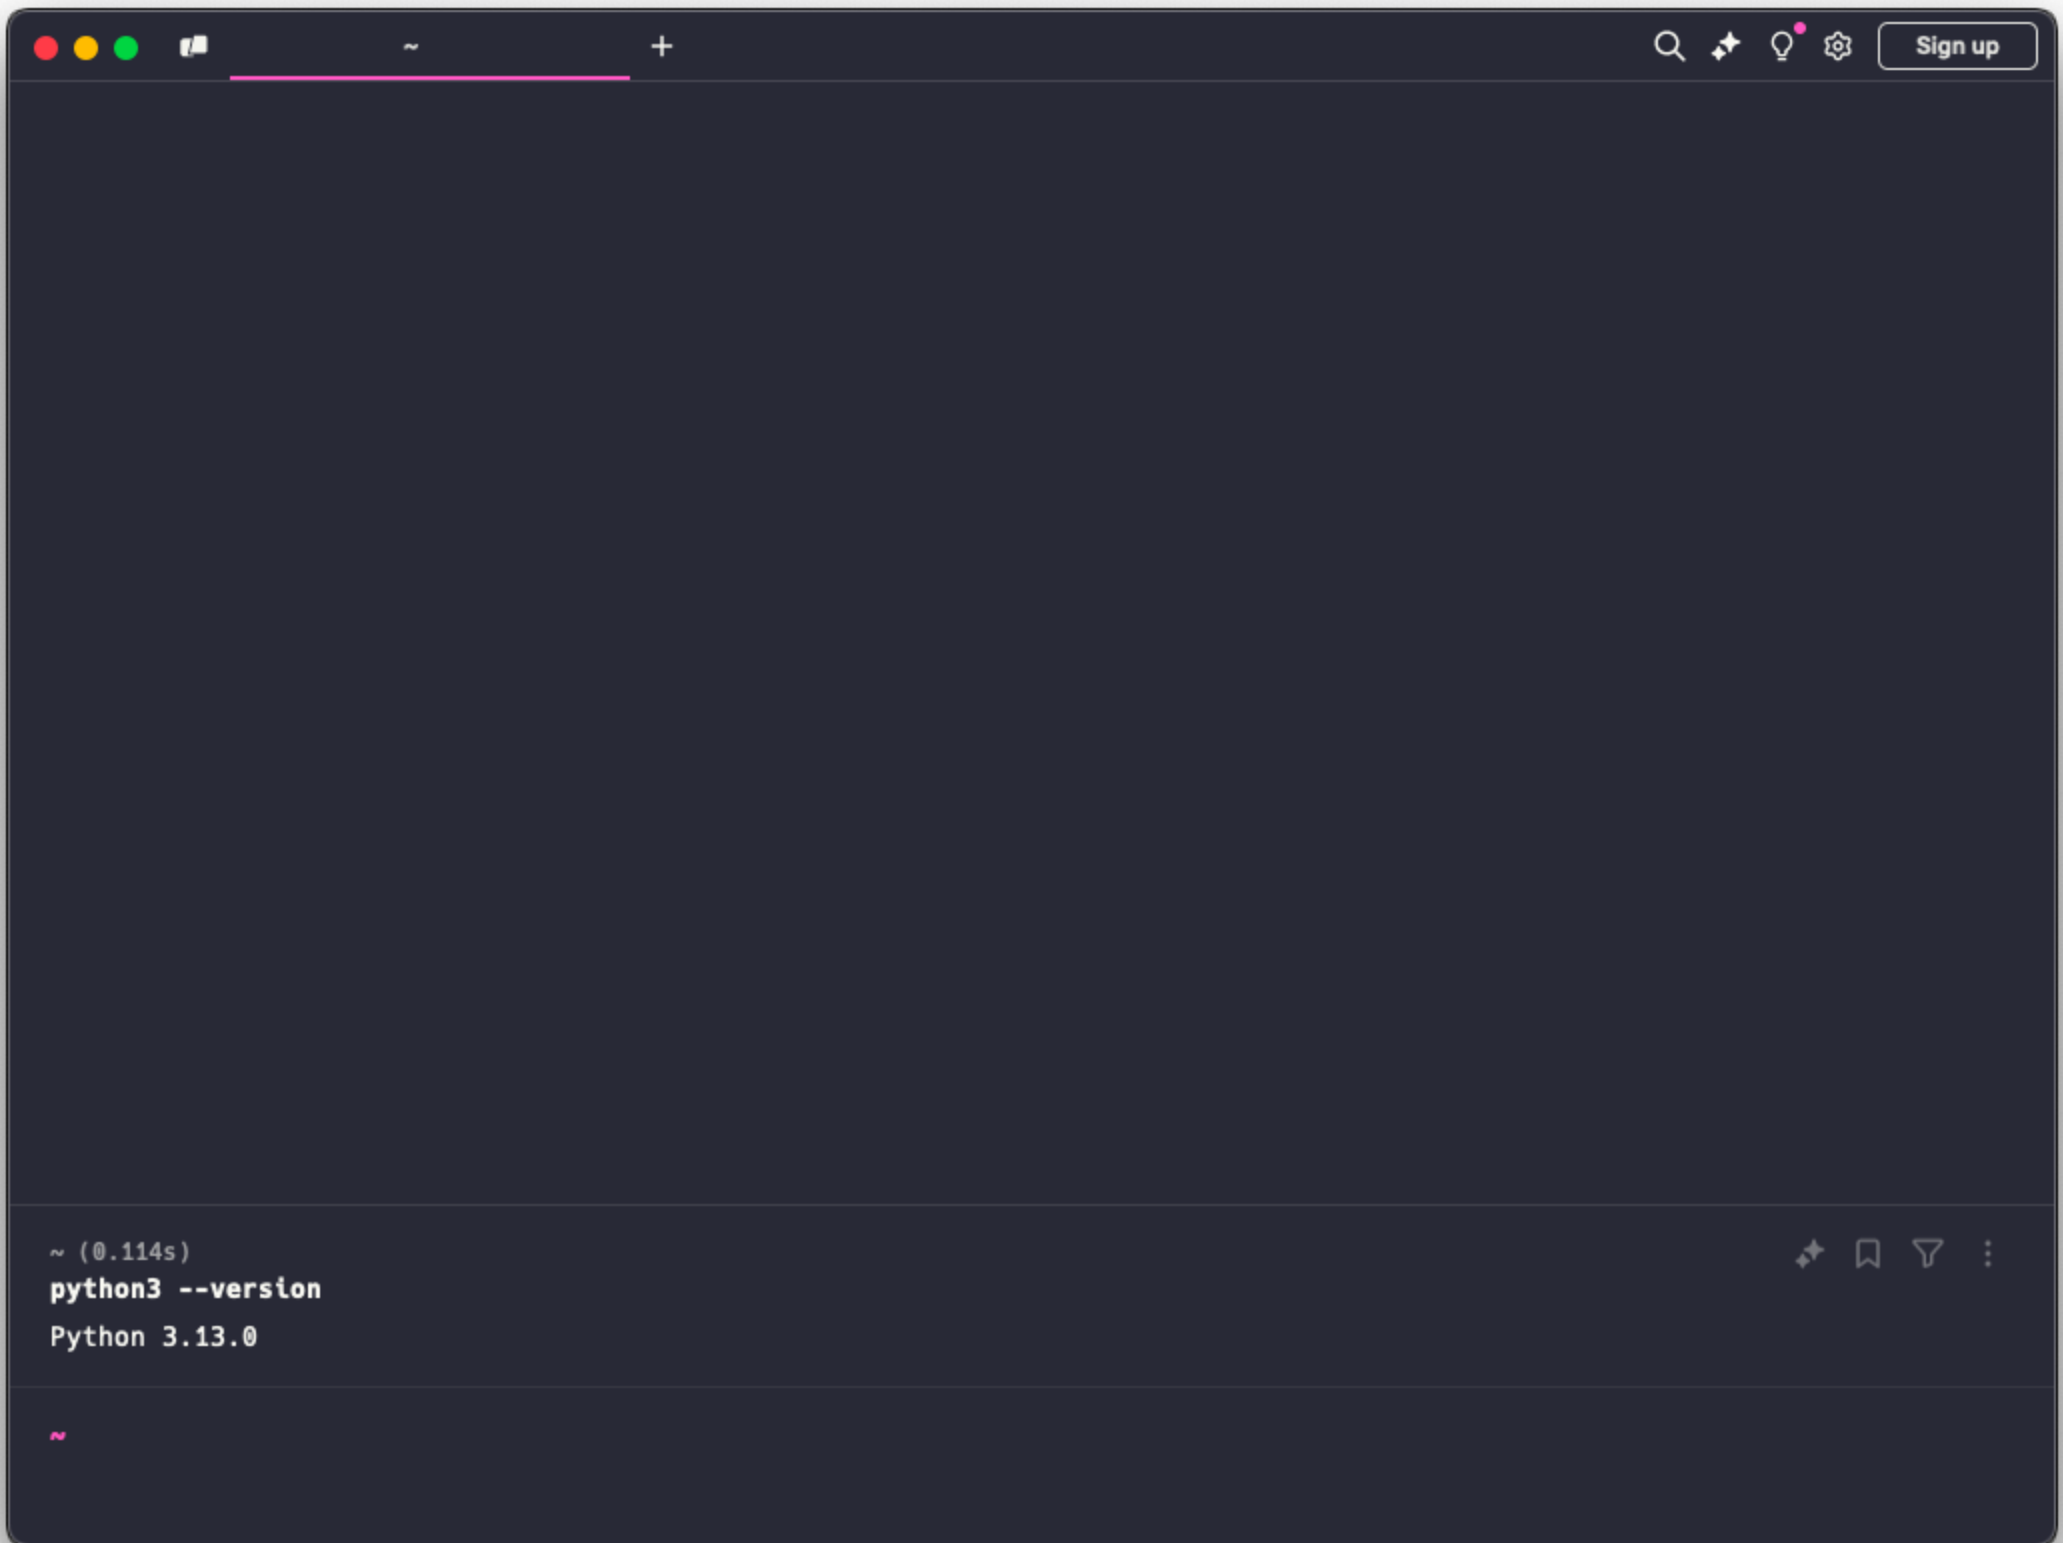 ~
+
Sign up
~ (0.114s)
python3 --version
Python 3.13.0
~